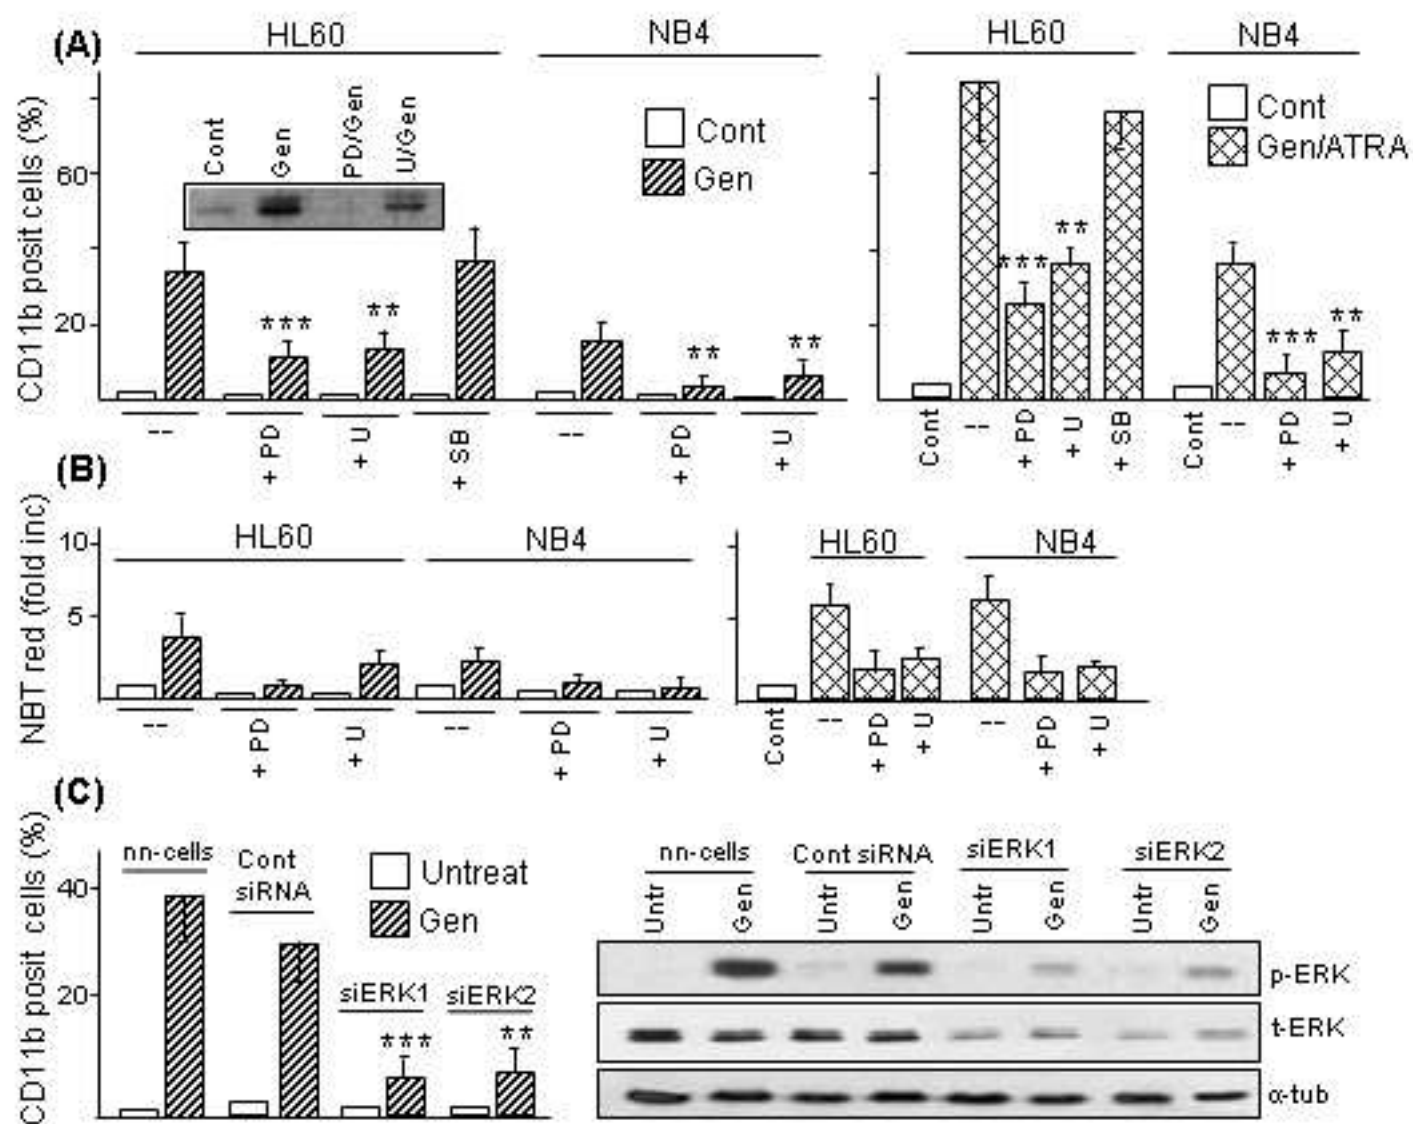 (A)
HL60
NB4
HL60
NB4
CD11b posit cells (%)
60
20
Cont
Gen
PD/Gen
U/Gen
Cont
Gen
Cont
Gen/ATRA
***
**
**
**
***
**
***
**
--
+ PD
+ U
+ SB
--
+ PD
+ U
Cont
--
+ PD
+ U
+ SB
Cont
--
+ PD
+ U
(B)
NBT red (fold inc)
10
5
HL60
NB4
HL60
NB4
--
+ PD
+ U
--
+ PD
+ U
Cont
--
+ PD
+ U
--
+ PD
+ U
(C)
CD11b posit cells (%)
40
20
nn-cells
Cont
siRNA
Untreat
Gen
siERK1
siERK2
***
**
nn-cells
Cont siRNA
siERK1
siERK2
Untr
Gen
Untr
Gen
Untr
Gen
Untr
Gen
p-ERK
t-ERK
α-tub